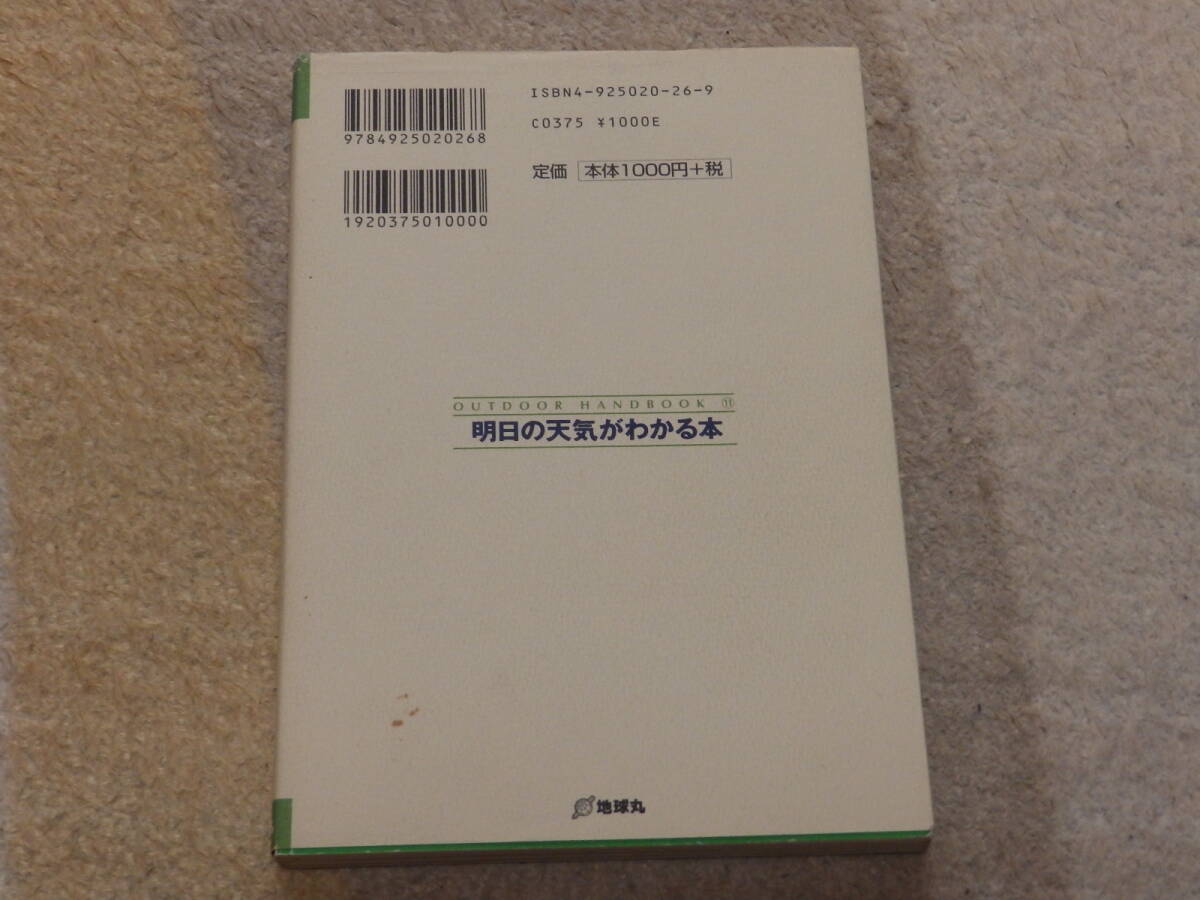 9784925020268
1920375010000
ISBN4-925020-26-9
C0375 ¥1000E
定価 本体1000円+税
OUTDOOR HANDBOOK ⑪
明日の天気がわかる本
地球丸